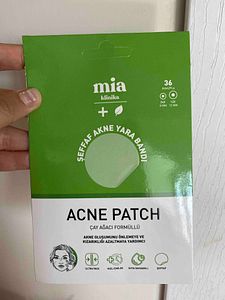 mia
klinika
36
ŞEFFAF AKNE YARA BANDI
ACNE PATCH
ÇAY AĞACI FORMÜLLÜ
AKNE OLUŞUMUNU ÖNLEMEYE VE
KIZARIKLIĞI AZALTMAYA YARDIMCI